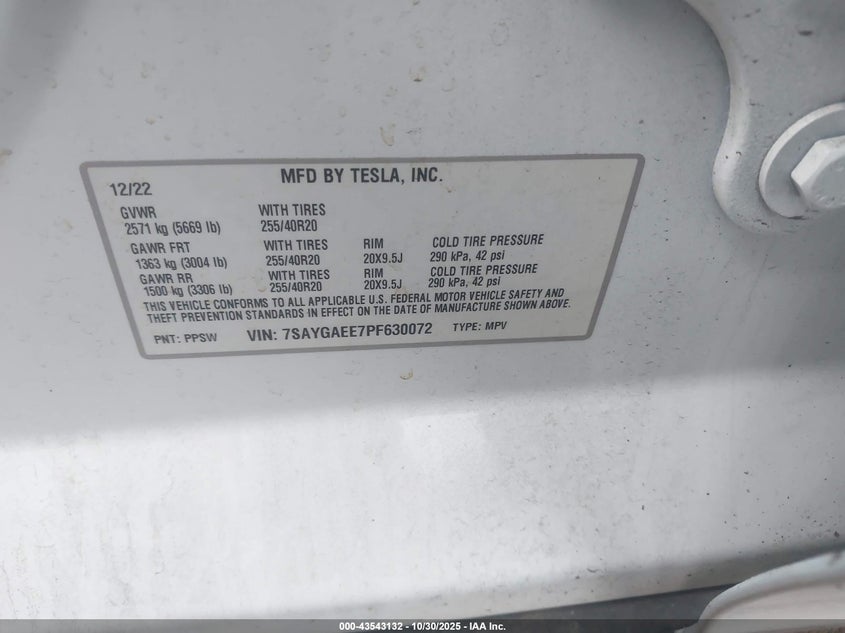 MFD BY TESLA, INC.
12/22
GVWR WITH TIRES
2571 kg (5669 lb) 255/40R20
GAWR FRT WITH TIRES RIM COLD TIRE PRESSURE
1363 kg (3004 lb) 255/40R20 20X9.5J 290 kPa, 42 psi
GAWR RR WITH TIRES RIM COLD TIRE PRESSURE
1500 kg (3306 lb) 255/40R20 20X9.5J 290 kPa, 42 psi
THIS VEHICLE CONFORMS TO ALL APPLICABLE U.S. FEDERAL MOTOR VEHICLE SAFETY AND
THEFT PREVENTION STANDARDS IN EFFECT ON THE DATE OF MANUFACTURE SHOWN ABOVE.
PNT: PPSW VIN: 7SAYGAEE7PF630072 TYPE: MPV
000-43543132 - 10/30/2025 - IAA Inc.